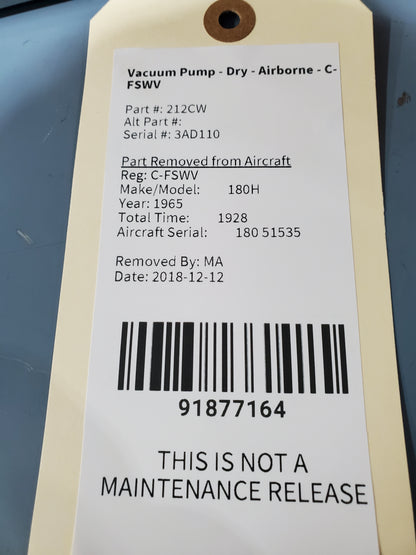 Vacuum Pump - Dry - Airborne - C-
FSWV
Part #: 212CW
Alt Part #:
Serial #: 3AD110
Part Removed from Aircraft
Reg: C-FSWV
Make/Model: 180H
Year: 1965
Total Time: 1928
Aircraft Serial: 180 51535
Removed By: MA
Date: 2018-12-12
91877164
THIS IS NOT A
MAINTENANCE RELEASE